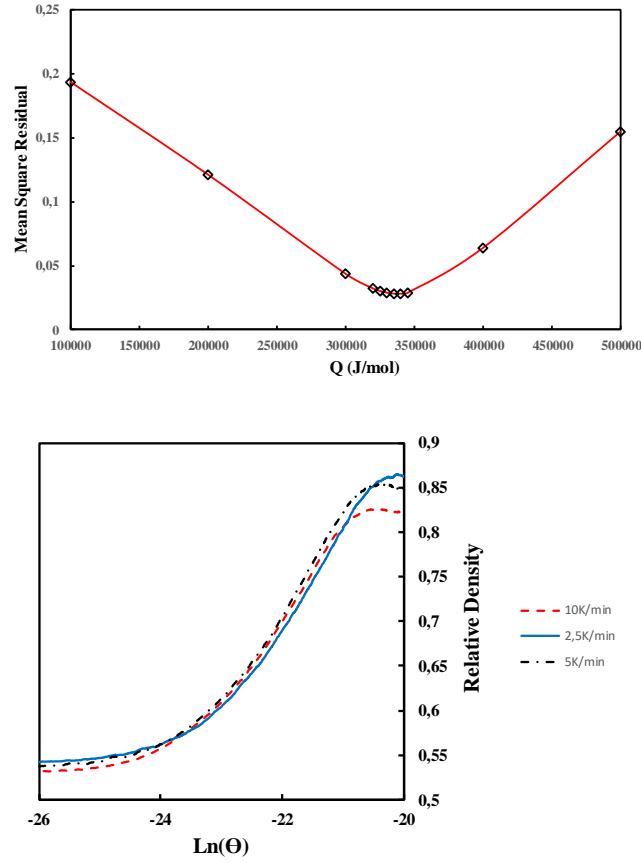 0,25
0,2
0,15
0,1
0,05
0
Mean Square Residual
100000 150000 200000 250000 300000 350000 400000 450000 500000
Q (J/mol)
0,9
0,85
0,8
0,75
0,7
0,65
0,6
0,55
0,5
Relative Density
10K/min
2,5K/min
5K/min
-26 -24 -22 -20
Ln(Ө)